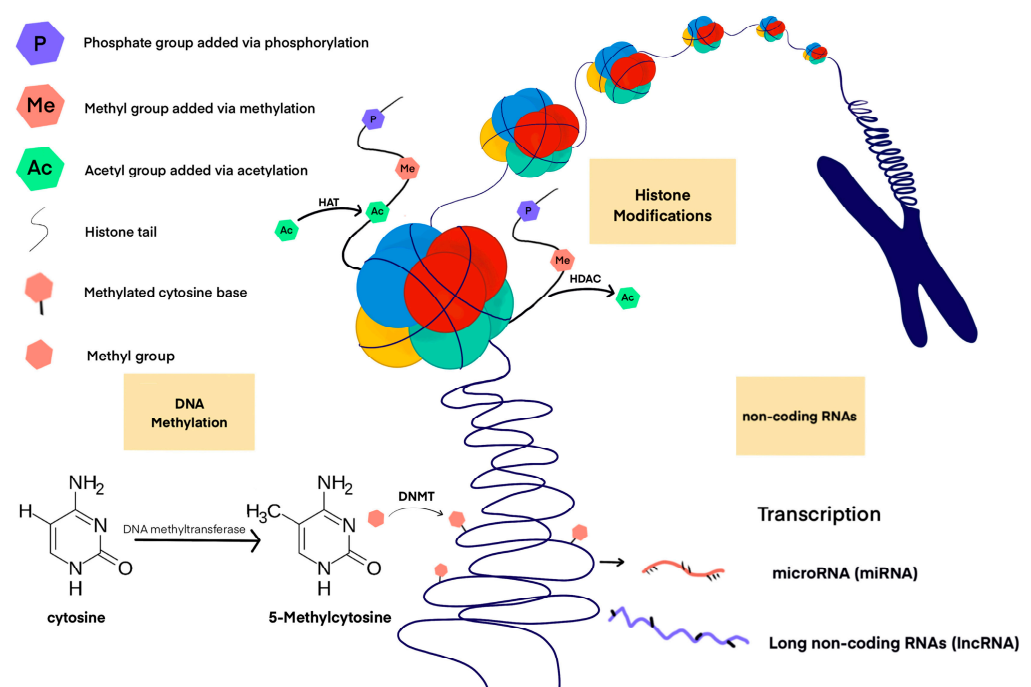 P
Phosphate group added via phosphorylation
Me
Methyl group added via methylation
Ac
Acetyl group added via acetylation
Histone tail
Methylated cytosine base
Methyl group
P
Me
HAT
Ac
Ac
P
Me
HDAC
Ac
Histone
Modifications
DNA
Methylation
non-coding RNAs
NH2
H
N
N
H
O
cytosine
DNA methyltransferase
NH2
H3C
N
N
H
O
5-Methylcytosine
DNMT
Transcription
microRNA (miRNA)
Long non-coding RNAs (lncRNA)